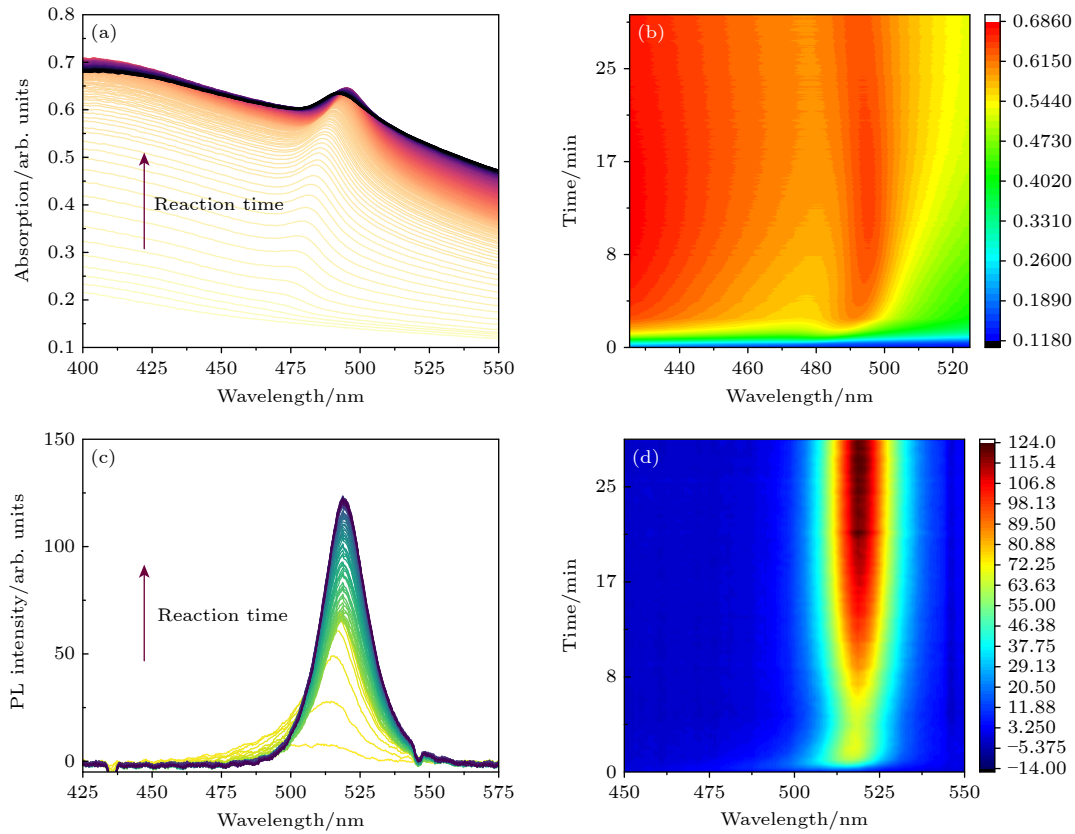 (a)
0.8
0.7
0.6
0.5
0.4
0.3
0.2
0.1
Absorption/arb. units
Reaction time
400 425 450 475 500 525 550
Wavelength/nm
(b)
25
17
8
0
Time/min
440 460 480 500 520
Wavelength/nm
0.6860
0.6150
0.5440
0.4730
0.4020
0.3310
0.2600
0.1890
0.1180
(c)
150
100
50
0
PL intensity/arb. units
Reaction time
425 450 475 500 525 550 575
Wavelength/nm
(d)
25
17
8
0
Time/min
450 475 500 525 550
Wavelength/nm
124.0
115.4
106.8
98.13
89.50
80.88
72.25
63.63
55.00
46.38
37.75
29.13
20.50
11.88
3.250
−5.375
−14.00